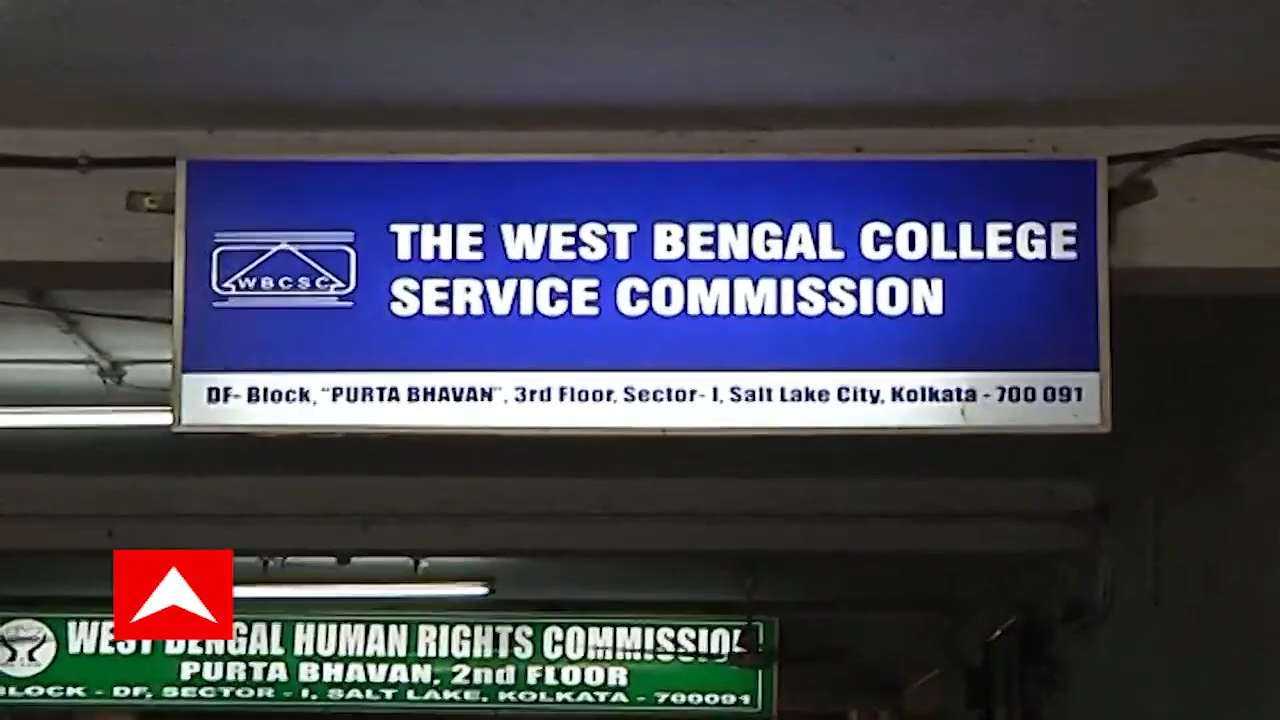 THE WEST BENGAL COLLEGE
SERVICE COMMISSION
WBCSC
DF- Block, "PURTA BHAVAN", 3rd Floor, Sector- I, Salt Lake City, Kolkata - 700 091
WEST BENGAL HUMAN RIGHTS COMMISSION
PURTA BHAVAN, 2nd FLOOR
BLOCK - DF, SECTOR - I, SALT LAKE, KOLKATA - 700091